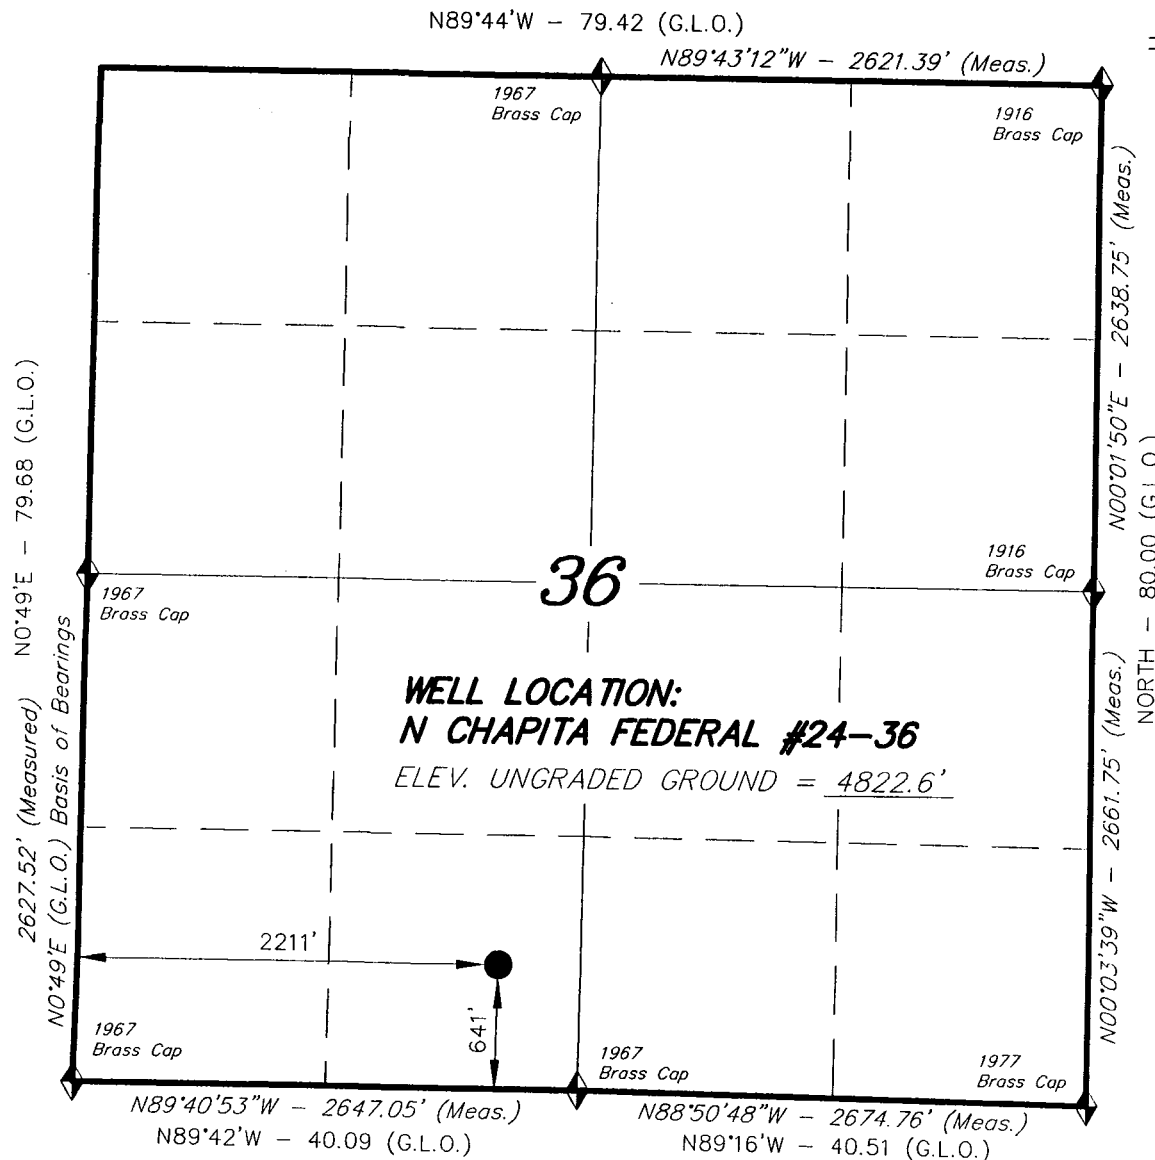 N89°44'W – 79.42 (G.L.O.)
N89°43'12"W – 2621.39' (Meas.)
1967
Brass Cap
1916
Brass Cap
N00°01'50"E – 2638.75' (Meas.)
NORTH – 80.00 (G.L.O.)
N0°49'E – 79.68 (G.L.O.)
1967
Brass Cap
36
1916
Brass Cap
WELL LOCATION:
N CHAPITA FEDERAL #24–36
ELEV. UNGRADED GROUND = 4822.6'
2627.52' (Measured)
N0°49'E (G.L.O.) Basis of Bearings
N00°03'39"W – 2661.75' (Meas.)
2211'
641'
1967
Brass Cap
1967
Brass Cap
1977
Brass Cap
N89°40'53"W – 2647.05' (Meas.)
N89°42'W – 40.09 (G.L.O.)
N88°50'48"W – 2674.76' (Meas.)
N89°16'W – 40.51 (G.L.O.)